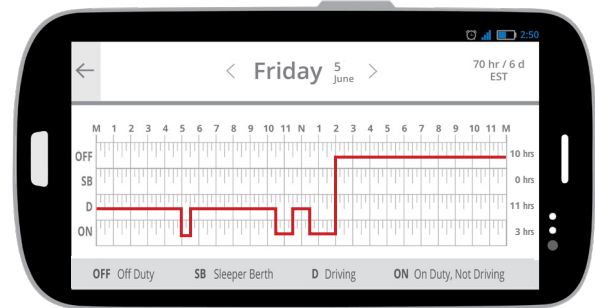 2:50
Friday 5 June
70 hr / 6 d
EST
M 1 2 3 4 5 6 7 8 9 10 11 N 1 2 3 4 5 6 7 8 9 10 11 M
OFF 10 hrs
SB 0 hrs
D 11 hrs
ON 3 hrs
OFF Off Duty SB Sleeper Berth D Driving ON On Duty, Not Driving